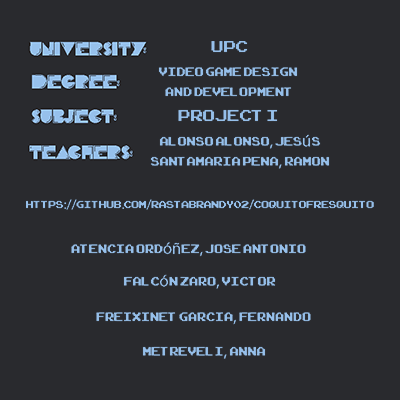 UNIVERSITY: UPC
DEGREE: VIDEO GAME DESIGN
AND DEVELOPMENT
SUBJECT: PROJECT I
TEACHERS: ALONSO ALONSO, JESÚS
SANTAMARIA PENA, RAMON
HTTPS://GITHUB.COM/RASTABRANDY02/COQUITOFRESQUITO
ATENCIA ORDÓÑEZ, JOSE ANTONIO
FALCÓN ZARO, VICTOR
FREIXINET GARCIA, FERNANDO
METREVELI, ANNA